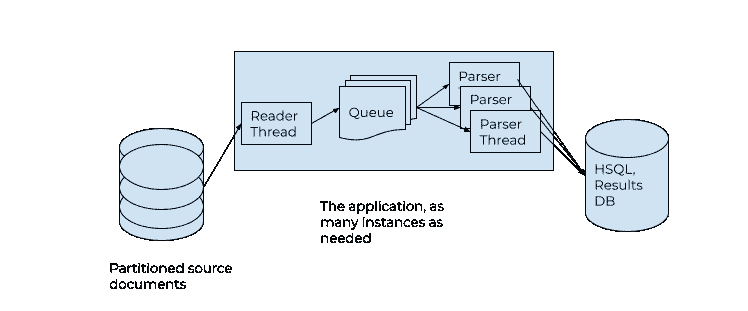 Reader
Thread
Queue
Parser
Parser
Parser
Thread
HSQL,
Results
DB
The application, as
many instances as
needed
Partitioned source
documents